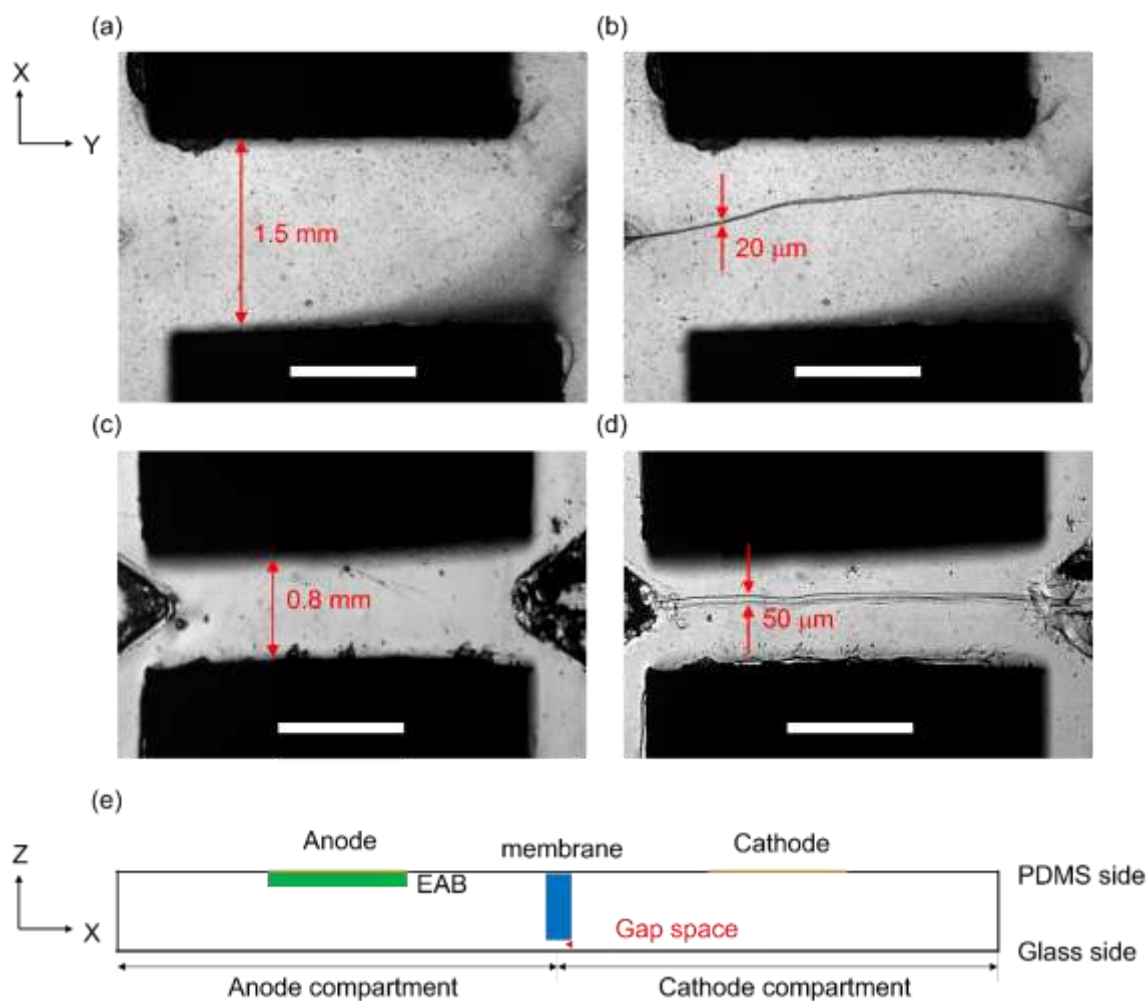 (a)
(b)
X
Y
1.5 mm
20 μm
(c)
(d)
0.8 mm
50 μm
(e)
Anode
membrane
Cathode
Z
EAB
PDMS side
X
Gap space
Glass side
Anode compartment
Cathode compartment